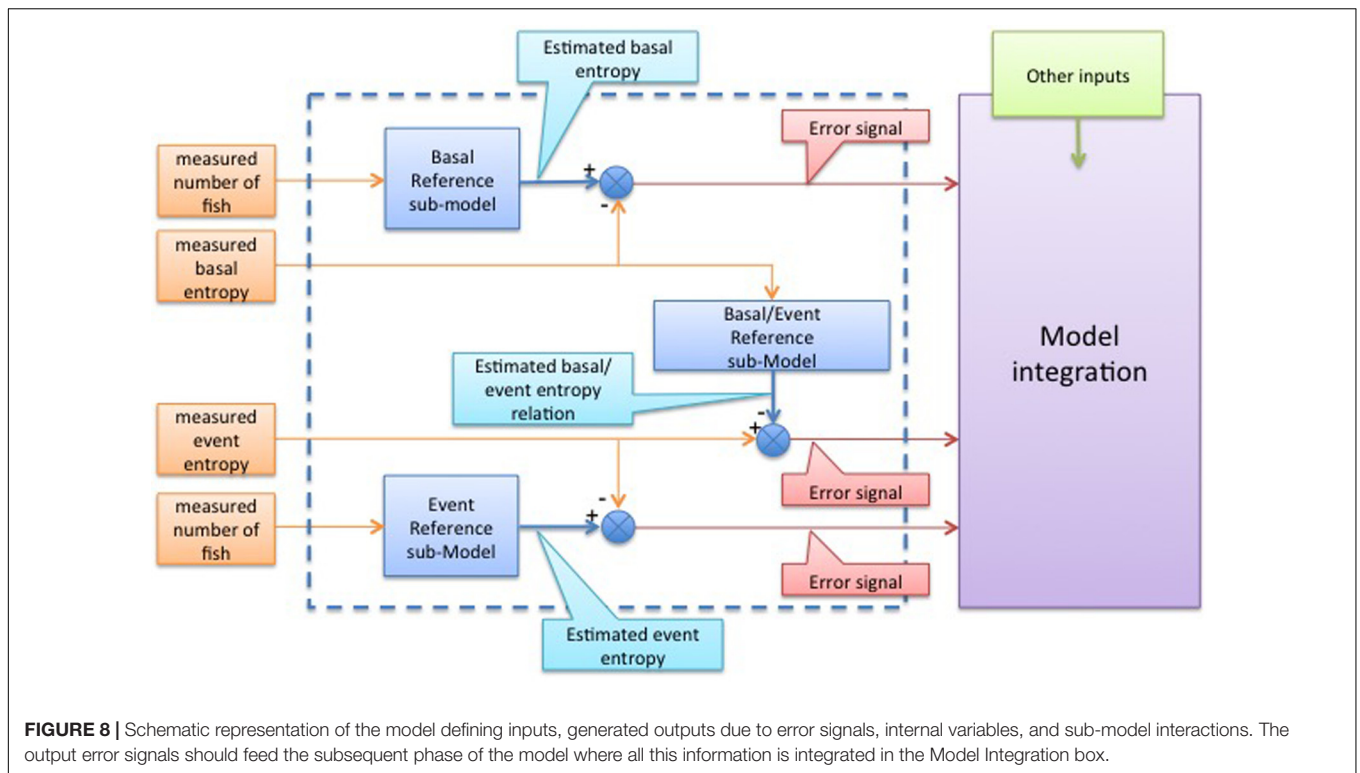 Estimated basal
entropy
Other inputs
Error signal
measured
number of
fish
Basal
Reference
sub-model
+
-
measured
basal
entropy
Basal/Event
Reference
sub-Model
Model
integration
Estimated basal/
event entropy
relation
-
+
measured
event
entropy
Error signal
measured
number of
fish
Event
Reference
sub-Model
-
+
Error signal
Estimated event
entropy
FIGURE 8 | Schematic representation of the model defining inputs, generated outputs due to error signals, internal variables, and sub-model interactions. The
output error signals should feed the subsequent phase of the model where all this information is integrated in the Model Integration box.